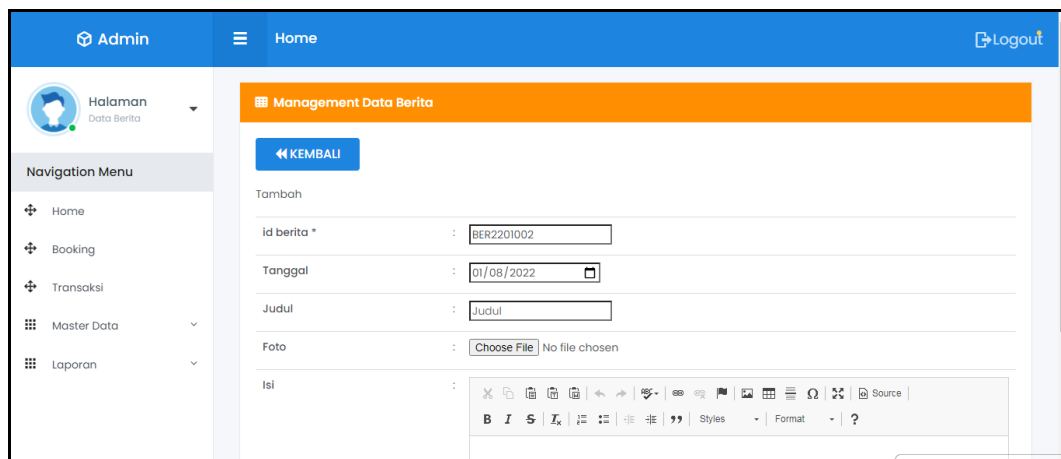 Admin
Home
Logout
Halaman
Data Berita
Navigation Menu
Home
Booking
Transaksi
Master Data
Laporan
Management Data Berita
KEMBALI
Tambah
id berita * : BER2201002
Tanggal : 01/08/2022
Judul : Judul
Foto : Choose File No file chosen
Isi :
Source
B I S Ix Styles Format ?